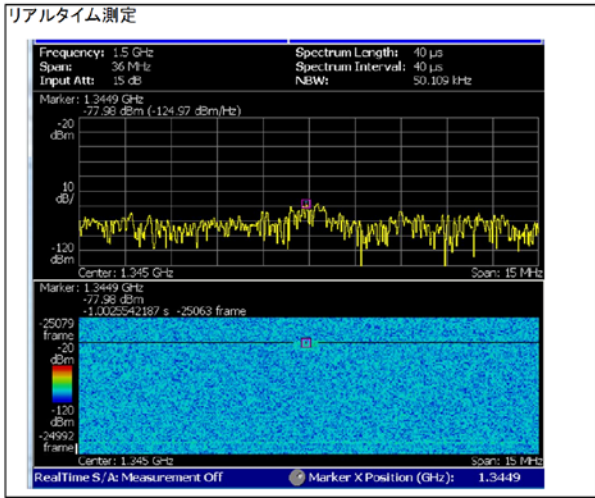 リアルタイム測定
Frequency: 1.5 GHz Spectrum Length: 40 µs
Span: 36 MHz Spectrum Interval: 40 µs
Input Att: 15 dB NBW: 50.109 kHz
Marker: 1.3449 GHz
-77.98 dBm (-124.97 dBm/Hz)
-20
dBm
10
dB/
-120
dBm
Center: 1.345 GHz Span: 15 MHz
Marker: 1.3449 GHz
-77.98 dBm
-1.0025542187 s -25063 frame
-25079
frame
-20
dBm
-120
dBm
-24992
frame
Center: 1.345 GHz Span: 15 MHz
RealTime S/A: Measurement Off Marker X Position (GHz): 1.3449